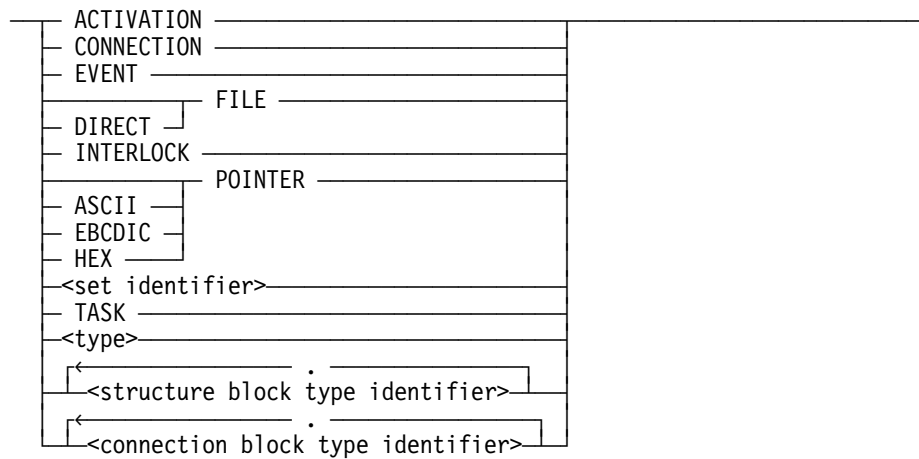 ACTIVATION
CONNECTION
EVENT
FILE
DIRECT
INTERLOCK
POINTER
ASCII
EBCDIC
HEX
<set identifier>
TASK
<type>
.
<structure block type identifier>
.
<connection block type identifier>